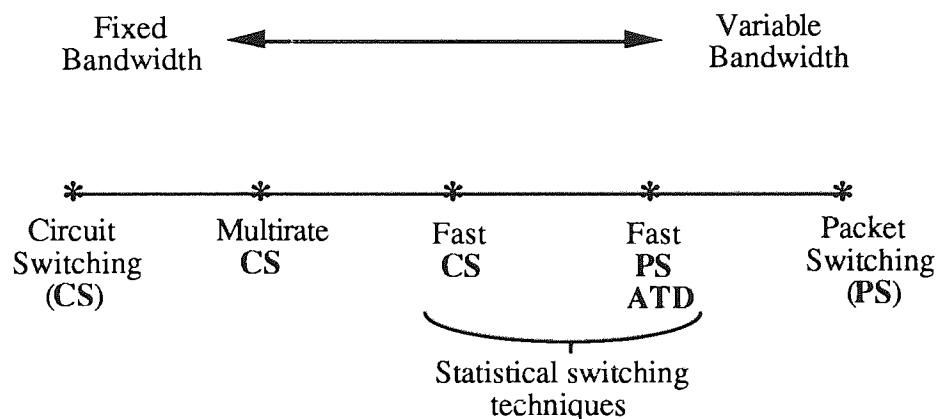 Fixed
Bandwidth
Variable
Bandwidth
Circuit
Switching
(CS)
Multirate
CS
Fast
CS
Fast
PS
ATD
Packet
Switching
(PS)
Statistical switching
techniques